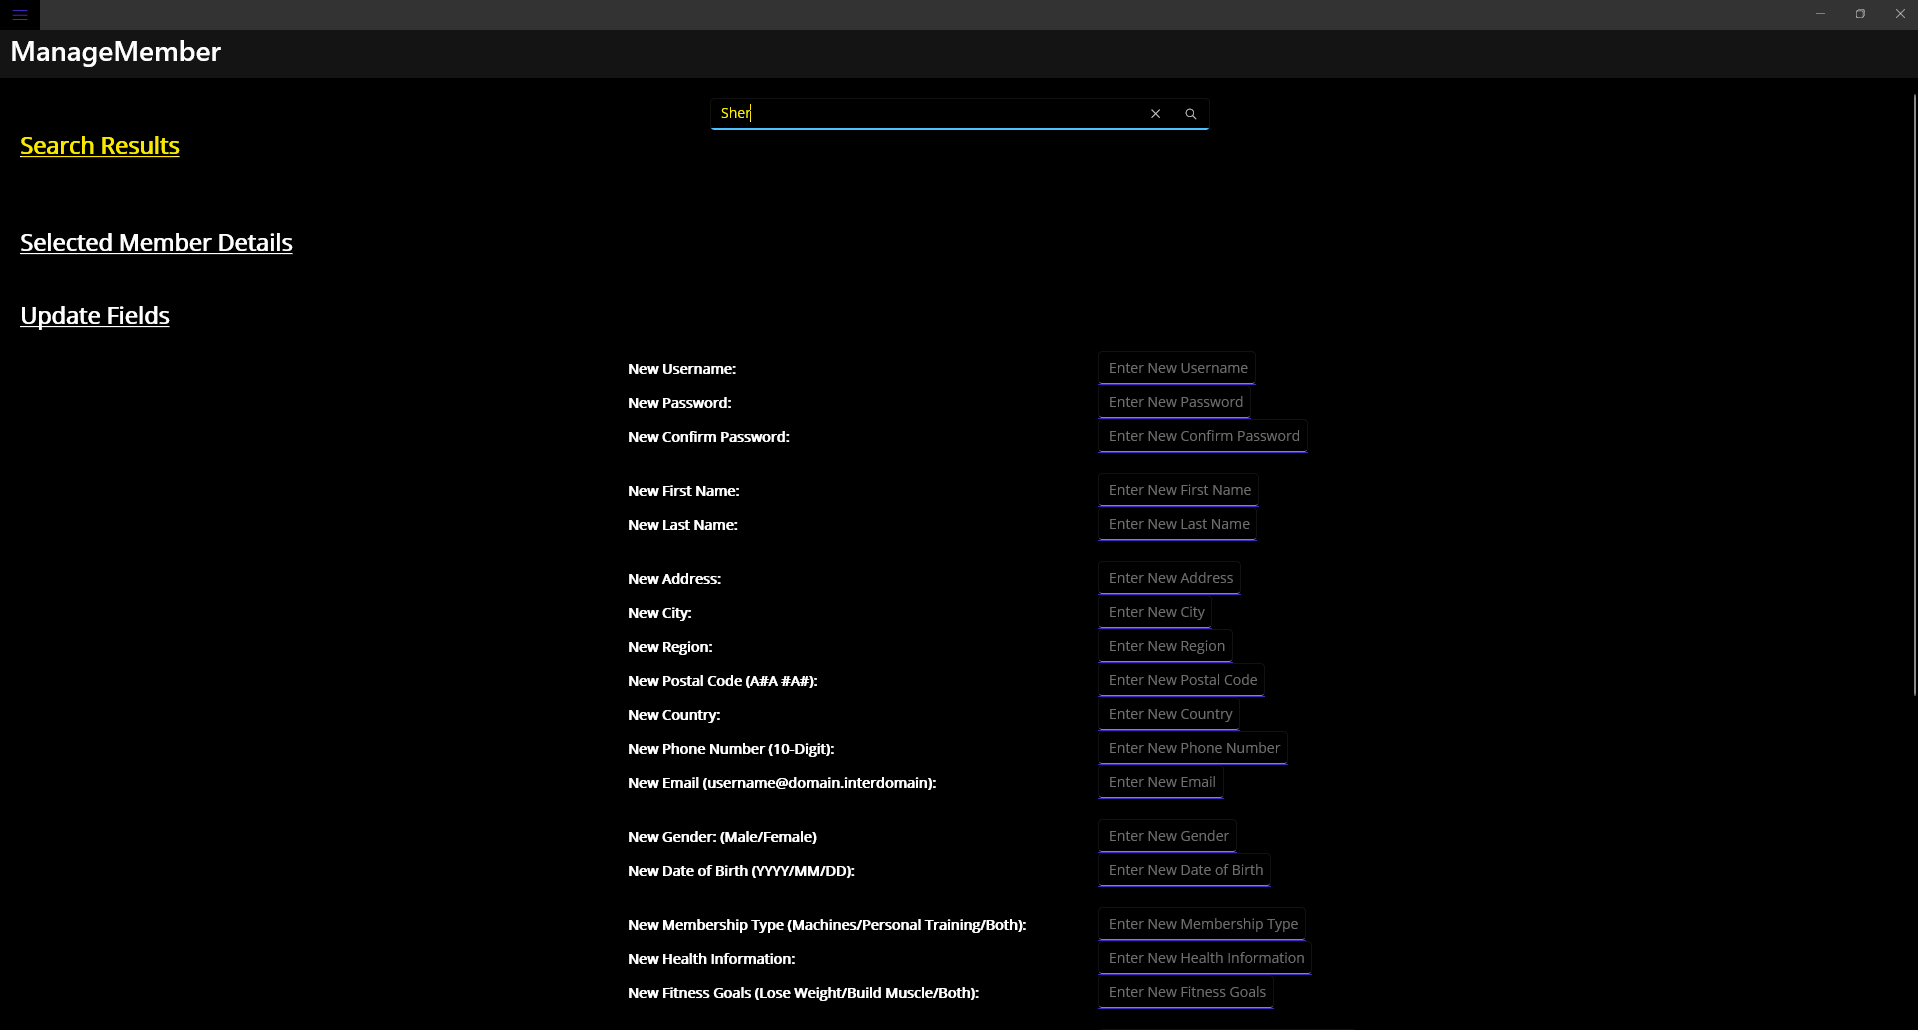 ManageMember
Sher
Search Results
Selected Member Details
Update Fields
New Username: Enter New Username
New Password: Enter New Password
New Confirm Password: Enter New Confirm Password
New First Name: Enter New First Name
New Last Name: Enter New Last Name
New Address: Enter New Address
New City: Enter New City
New Region: Enter New Region
New Postal Code (A#A #A#): Enter New Postal Code
New Country: Enter New Country
New Phone Number (10-Digit): Enter New Phone Number
New Email (username@domain.interdomain): Enter New Email
New Gender: (Male/Female) Enter New Gender
New Date of Birth (YYYY/MM/DD): Enter New Date of Birth
New Membership Type (Machines/Personal Training/Both): Enter New Membership Type
New Health Information: Enter New Health Information
New Fitness Goals (Lose Weight/Build Muscle/Both): Enter New Fitness Goals